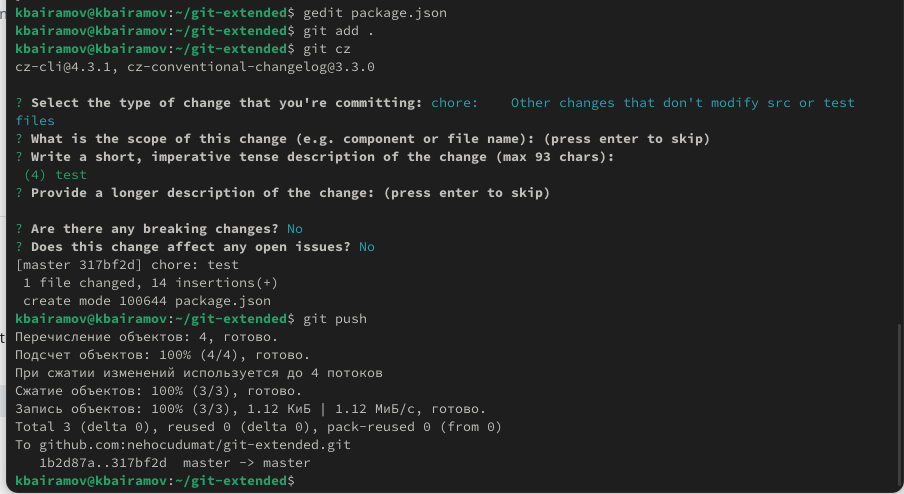 kbairamov@kbairamov:~/git-extended$ gedit package.json
kbairamov@kbairamov:~/git-extended$ git add .
kbairamov@kbairamov:~/git-extended$ git cz
cz-cli@4.3.1, cz-conventional-changelog@3.3.0
? Select the type of change that you're committing: chore:    Other changes that don't modify src or test
files
? What is the scope of this change (e.g. component or file name): (press enter to skip)
? Write a short, imperative tense description of the change (max 93 chars):
 (4) test
? Provide a longer description of the change: (press enter to skip)
? Are there any breaking changes? No
? Does this change affect any open issues? No
[master 317bf2d] chore: test
 1 file changed, 14 insertions(+)
 create mode 100644 package.json
kbairamov@kbairamov:~/git-extended$ git push
Перечисление объектов: 4, готово.
Подсчет объектов: 100% (4/4), готово.
При сжатии изменений используется до 4 потоков
Сжатие объектов: 100% (3/3), готово.
Запись объектов: 100% (3/3), 1.12 КиБ | 1.12 МиБ/с, готово.
Total 3 (delta 0), reused 0 (delta 0), pack-reused 0 (from 0)
To github.com:nehocudumat/git-extended.git
   1b2d87a..317bf2d  master -> master
kbairamov@kbairamov:~/git-extended$